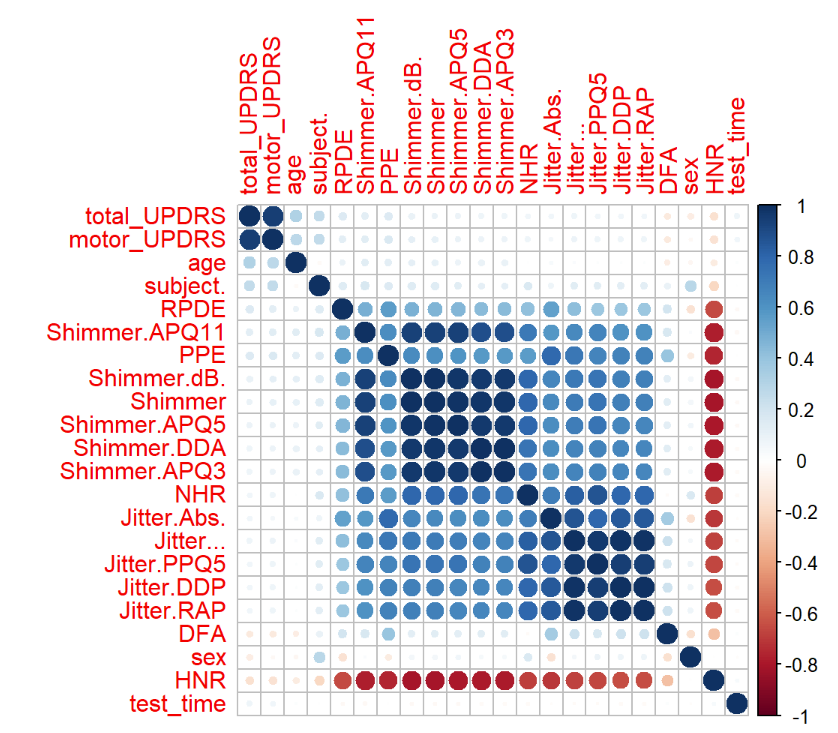 total_UPDRS
motor_UPDRS
age
subject.
RPDE
Shimmer.APQ11
PPE
Shimmer.dB.
Shimmer
Shimmer.APQ5
Shimmer.DDA
Shimmer.APQ3
NHR
Jitter.Abs.
Jitter...
Jitter.PPQ5
Jitter.DDP
Jitter.RAP
DFA
sex
HNR
test_time
total_UPDRS
motor_UPDRS
age
subject.
RPDE
Shimmer.APQ11
PPE
Shimmer.dB.
Shimmer
Shimmer.APQ5
Shimmer.DDA
Shimmer.APQ3
NHR
Jitter.Abs.
Jitter...
Jitter.PPQ5
Jitter.DDP
Jitter.RAP
DFA
sex
HNR
test_time
1
0.8
0.6
0.4
0.2
0
-0.2
-0.4
-0.6
-0.8
-1